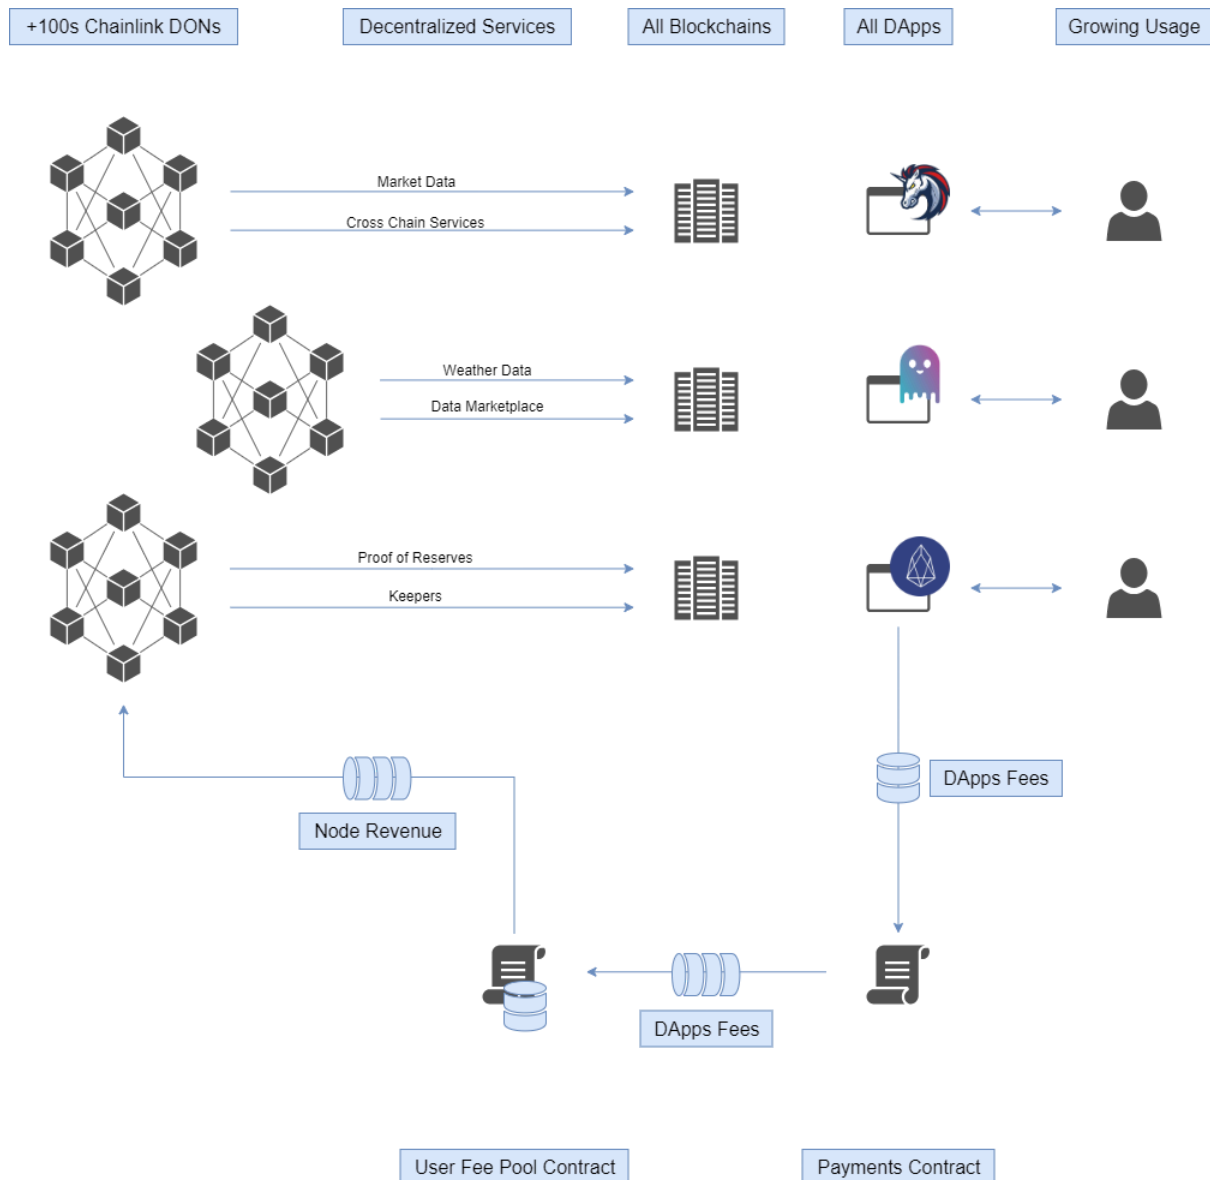 +100s Chainlink DONs
Decentralized Services
All Blockchains
All DApps
Growing Usage
Market Data
Cross Chain Services
Weather Data
Data Marketplace
Proof of Reserves
Keepers
DApps Fees
Node Revenue
DApps Fees
User Fee Pool Contract
Payments Contract